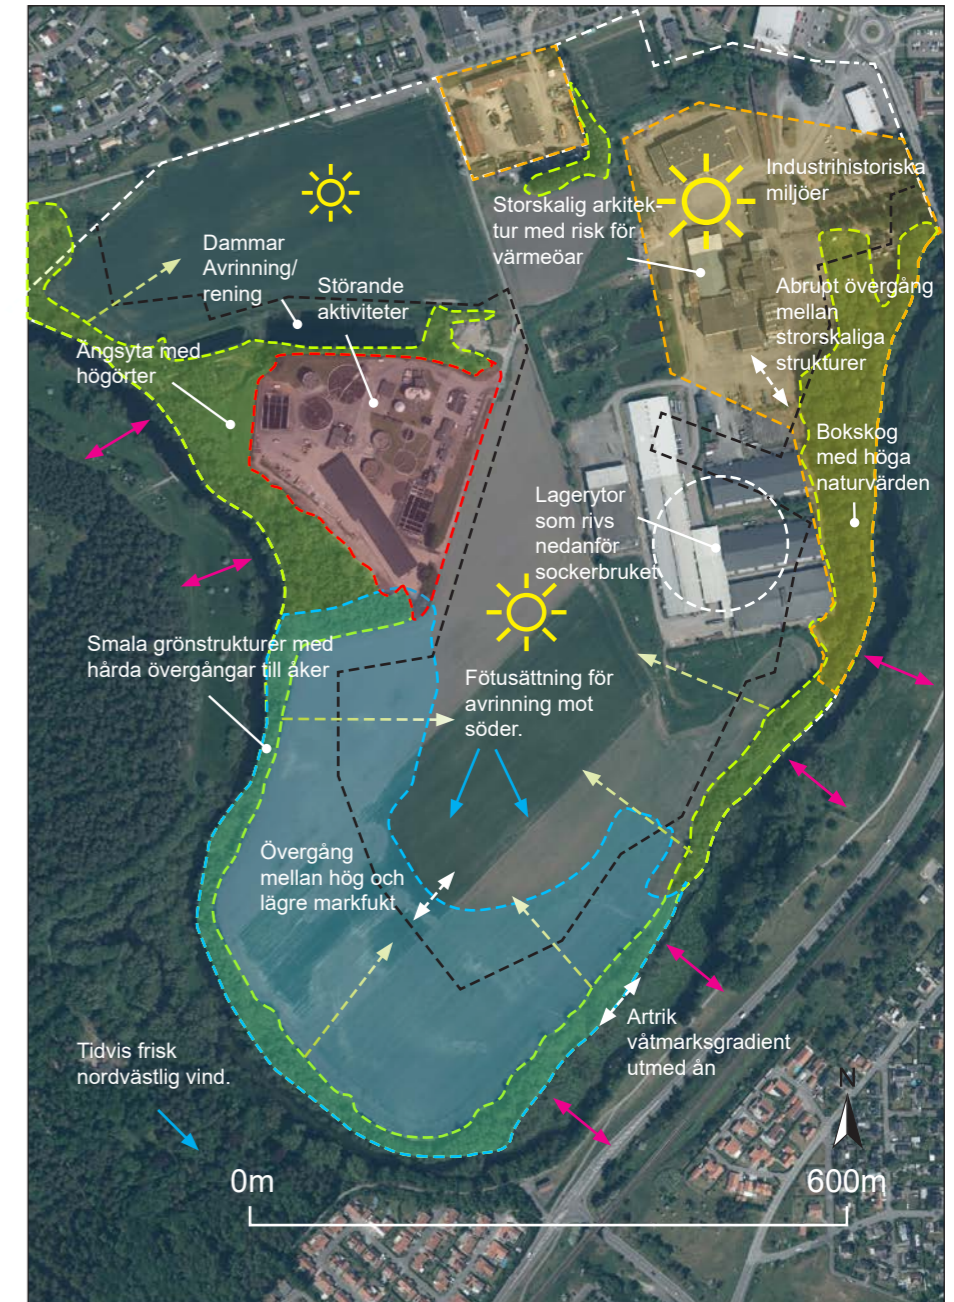 Industrihistoriska
miljöer
Storskalig arkitek-
tur med risk för
värmeöar
Dammar
Avrinning/
rening
Störande
aktiviteter
Abrupt övergång
mellan
strorskaliga
strukturer
Ängsyta med
högörter
Bokskog
med höga
naturvärden
Lagerytor
som rivs
nedanför
sockerbruket
Smala grönstrukturer med
hårda övergångar till åker
Fötusättning för
avrinning mot
söder.
Övergång
mellan hög och
lägre markfukt
Artrik
våtmarksgradient
utmed ån
Tidvis frisk
nordvästlig vind.
N
0m
600m